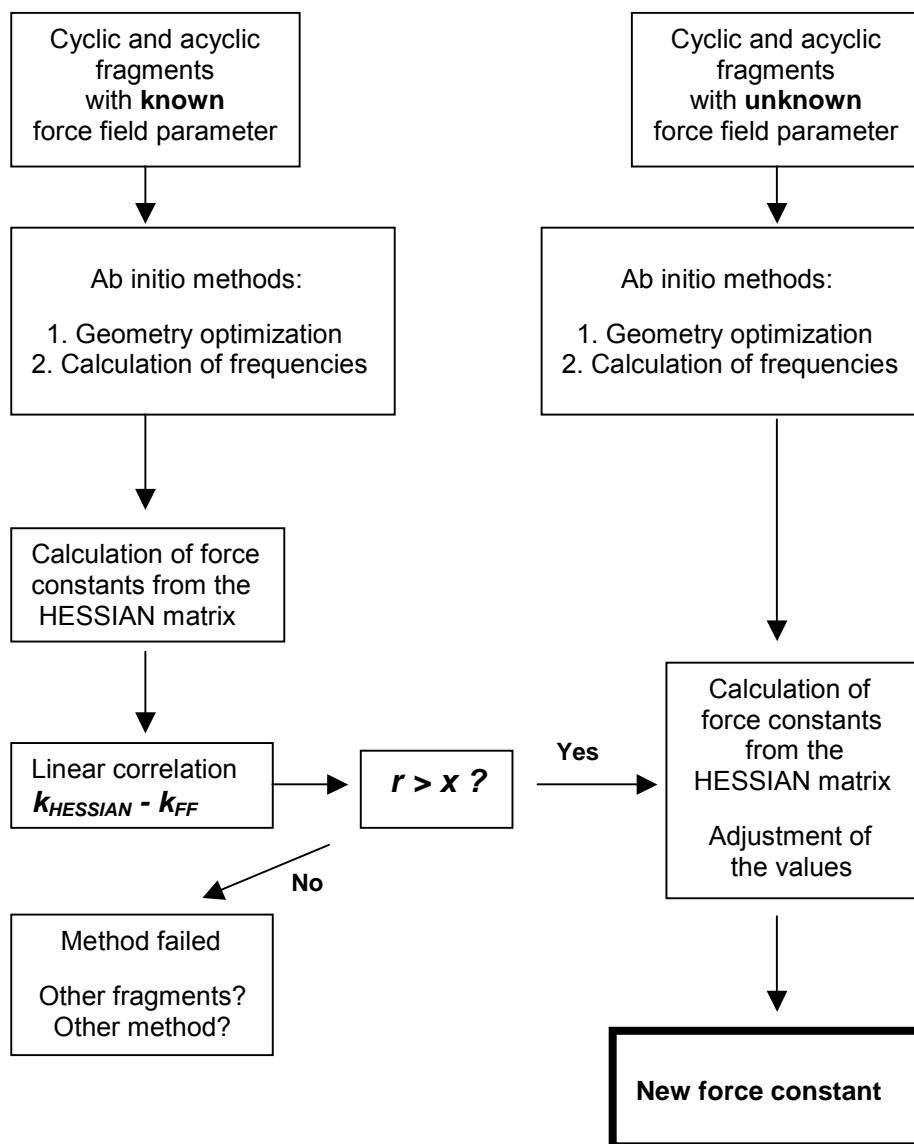 Cyclic and acyclic
fragments
with known
force field parameter
Cyclic and acyclic
fragments
with unknown
force field parameter
Ab initio methods:
1. Geometry optimization
2. Calculation of frequencies
Ab initio methods:
1. Geometry optimization
2. Calculation of frequencies
Calculation of force
constants from the
HESSIAN matrix
Linear correlation
kHESSIAN - kFF
r > x ?
Yes
No
Calculation of
force constants
from the
HESSIAN matrix
Adjustment of
the values
Method failed
Other fragments?
Other method?
New force constant